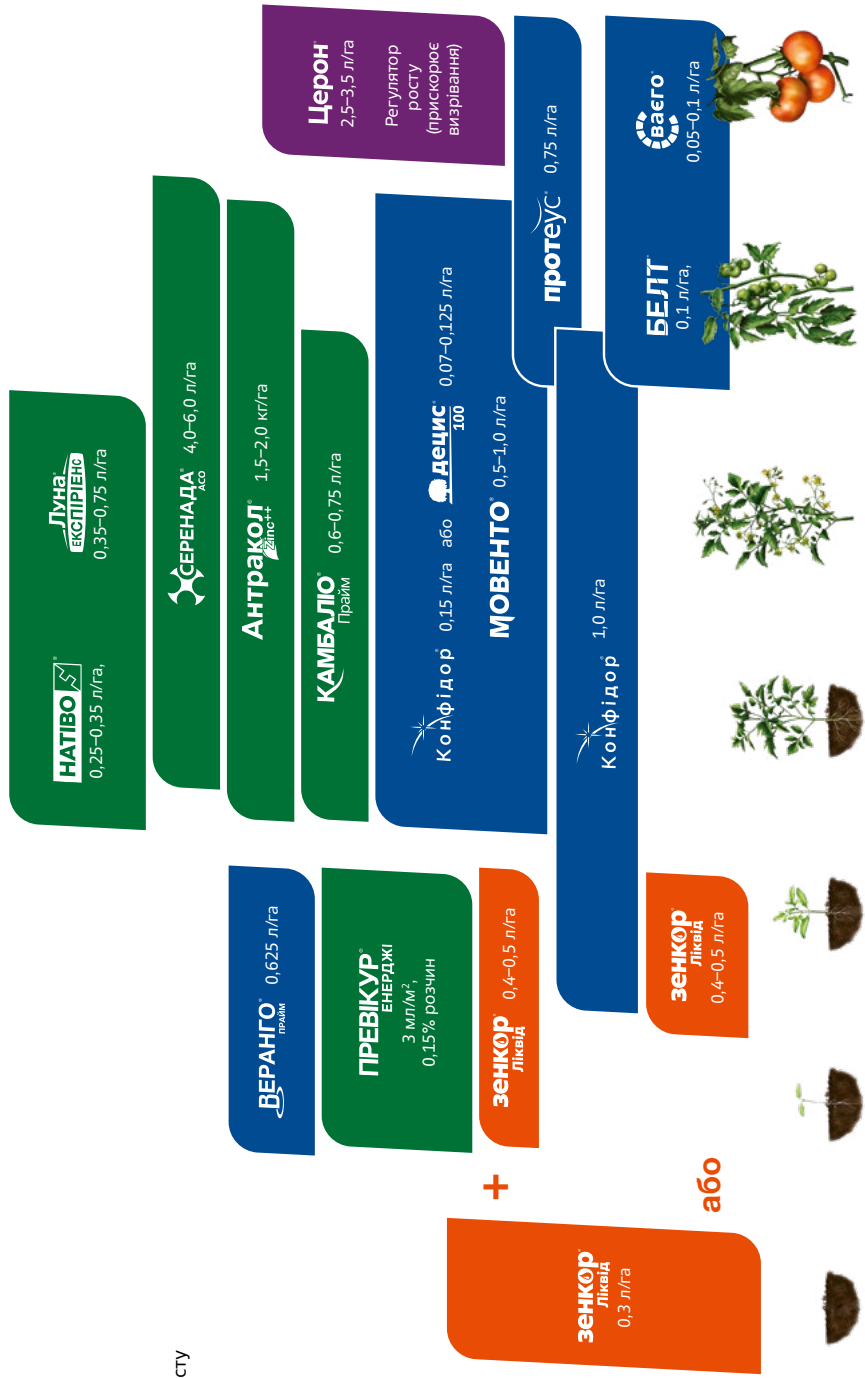 НАТІВО
0,25–0,35 л/га,
Луна
ЕКСПІРІЕНС
0,35–0,75 л/га
СЕРЕНАДА® 4,0–6,0 л/га
АСО
Антракол® 1,5–2,0 кг/га
Zinc++
КАМБАЛІО® 0,6–0,75 л/га
Прайм
Церон
2,5–3,5 л/га
Регулятор
росту
(прискорює
визрівання)
ВЕРАНГО® 0,625 л/га
ПРАЙМ
ПРЕВІКУР®
ЕНЕРДЖІ
3 мл/м²,
0,15% розчин
зенкор® 0,4–0,5 л/га
Ліквід
Конфідор® 0,15 л/га або децис® 0,07–0,125 л/га
100
МОВЕНТО® 0,5–1,0 л/га
протеус® 0,75 л/га
Конфідор 1,0 л/га
БЕЛТ
0,1 л/га,
ваєго®
0,05–0,1 л/га
+
зенкор
Ліквід
0,3 л/га
або
зенкор®
Ліквід
0,4–0,5 л/га
сту